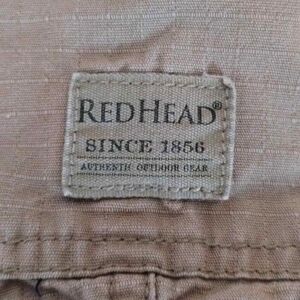 REDHEAD®
SINCE 1856
AUTHENTIC OUTDOOR GEAR